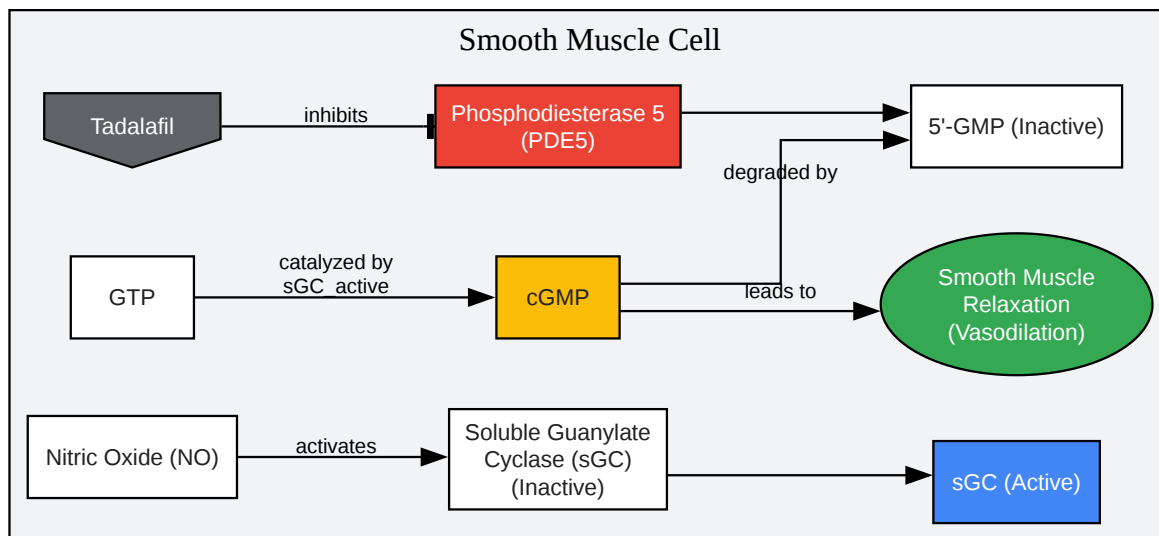 Smooth Muscle Cell
Tadalafil
inhibits
Phosphodiesterase 5
(PDE5)
5'-GMP (Inactive)
degraded by
GTP
catalyzed by
sGC_active
cGMP
leads to
Smooth Muscle
Relaxation
(Vasodilation)
Nitric Oxide (NO)
activates
Soluble Guanylate
Cyclase (sGC)
(Inactive)
sGC (Active)